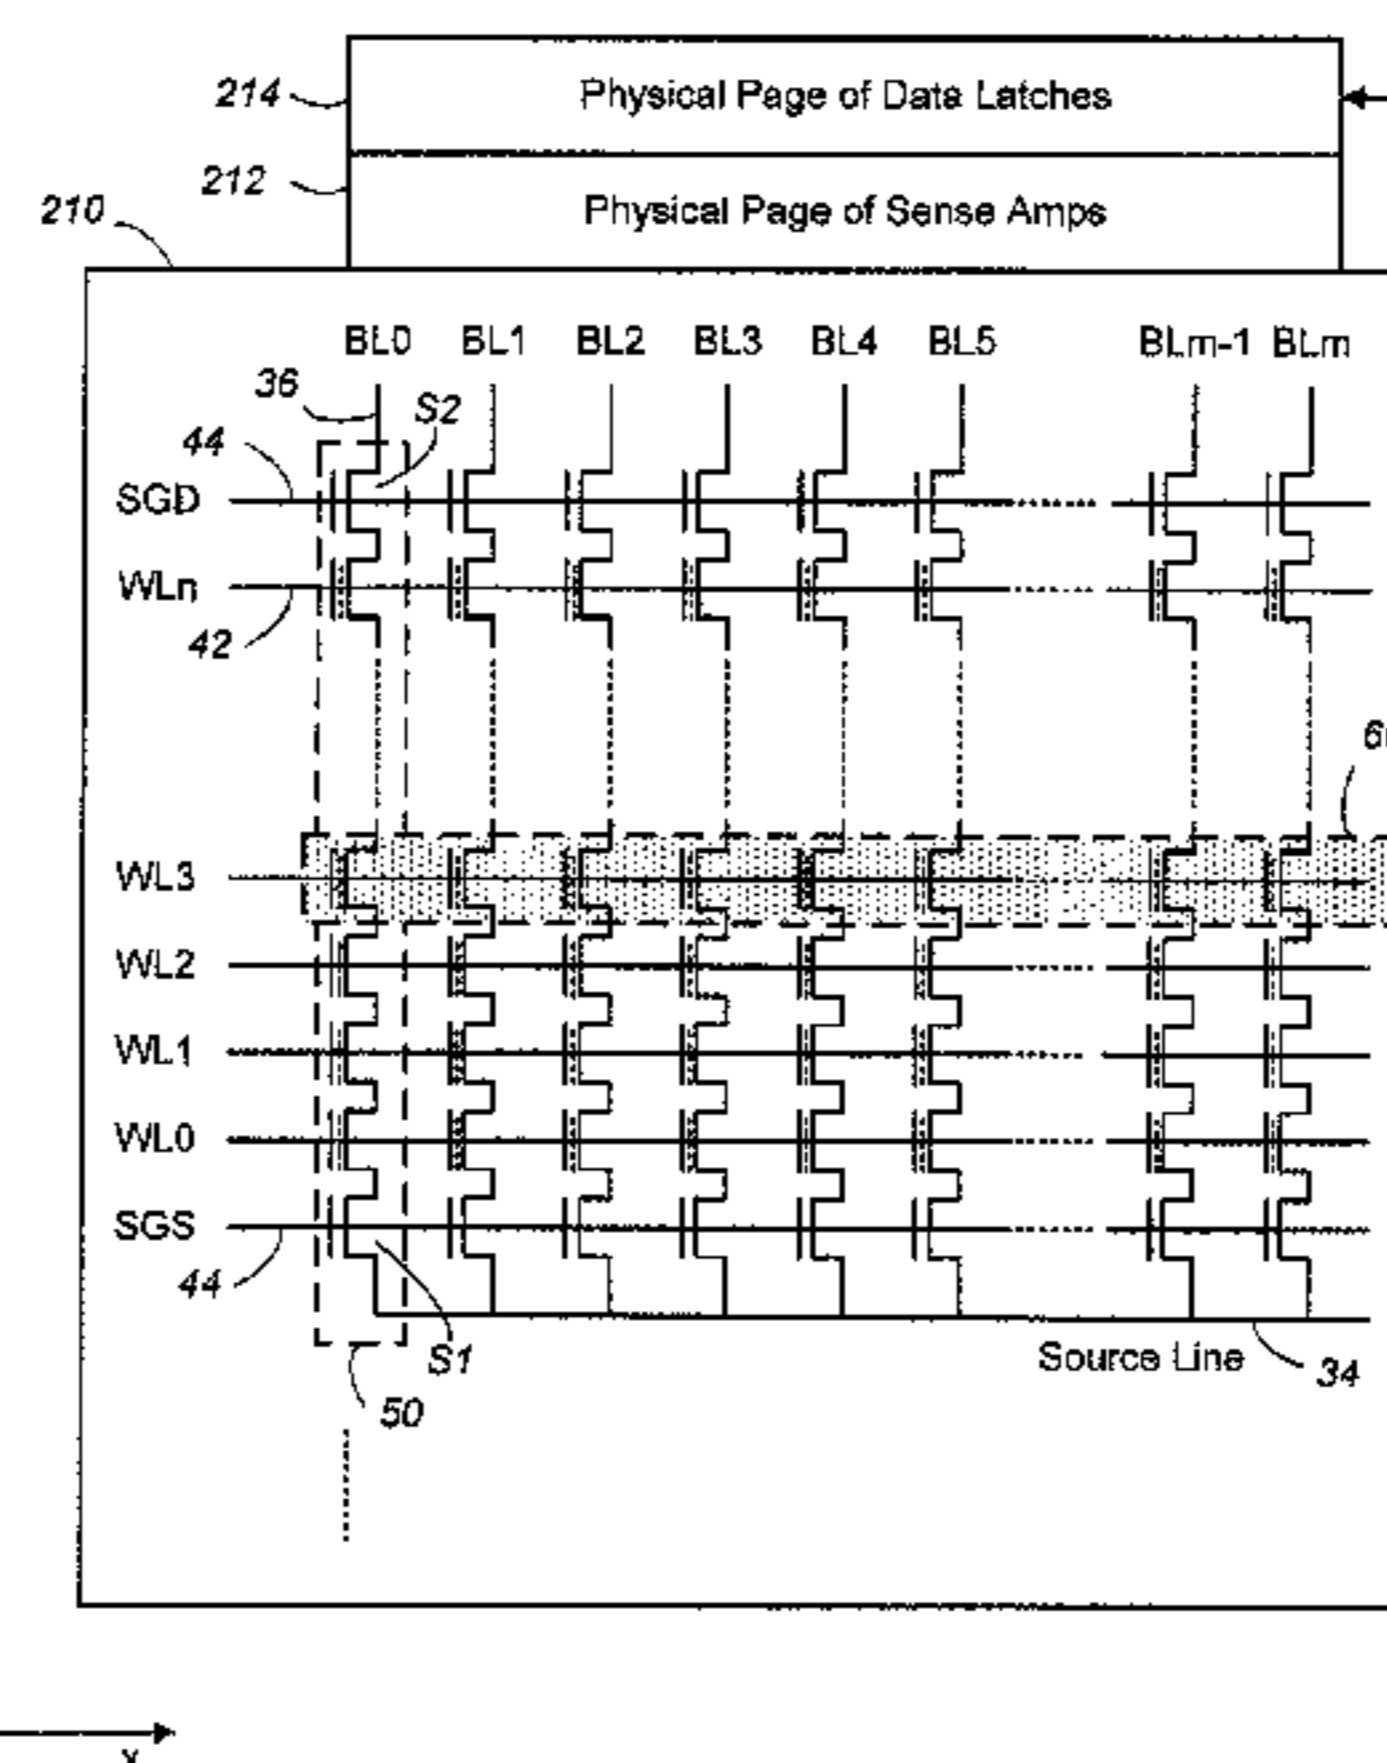 214 Physical Page of Data Latches
212 Physical Page of Sense Amps
210
BL0 BL1 BL2 BL3 BL4 BL5 BLm-1 BLm
36 S2
44
SGD
WLn
42
WL3
WL2
WL1
WL0
SGS
44
S1
Source Line 34
50
x